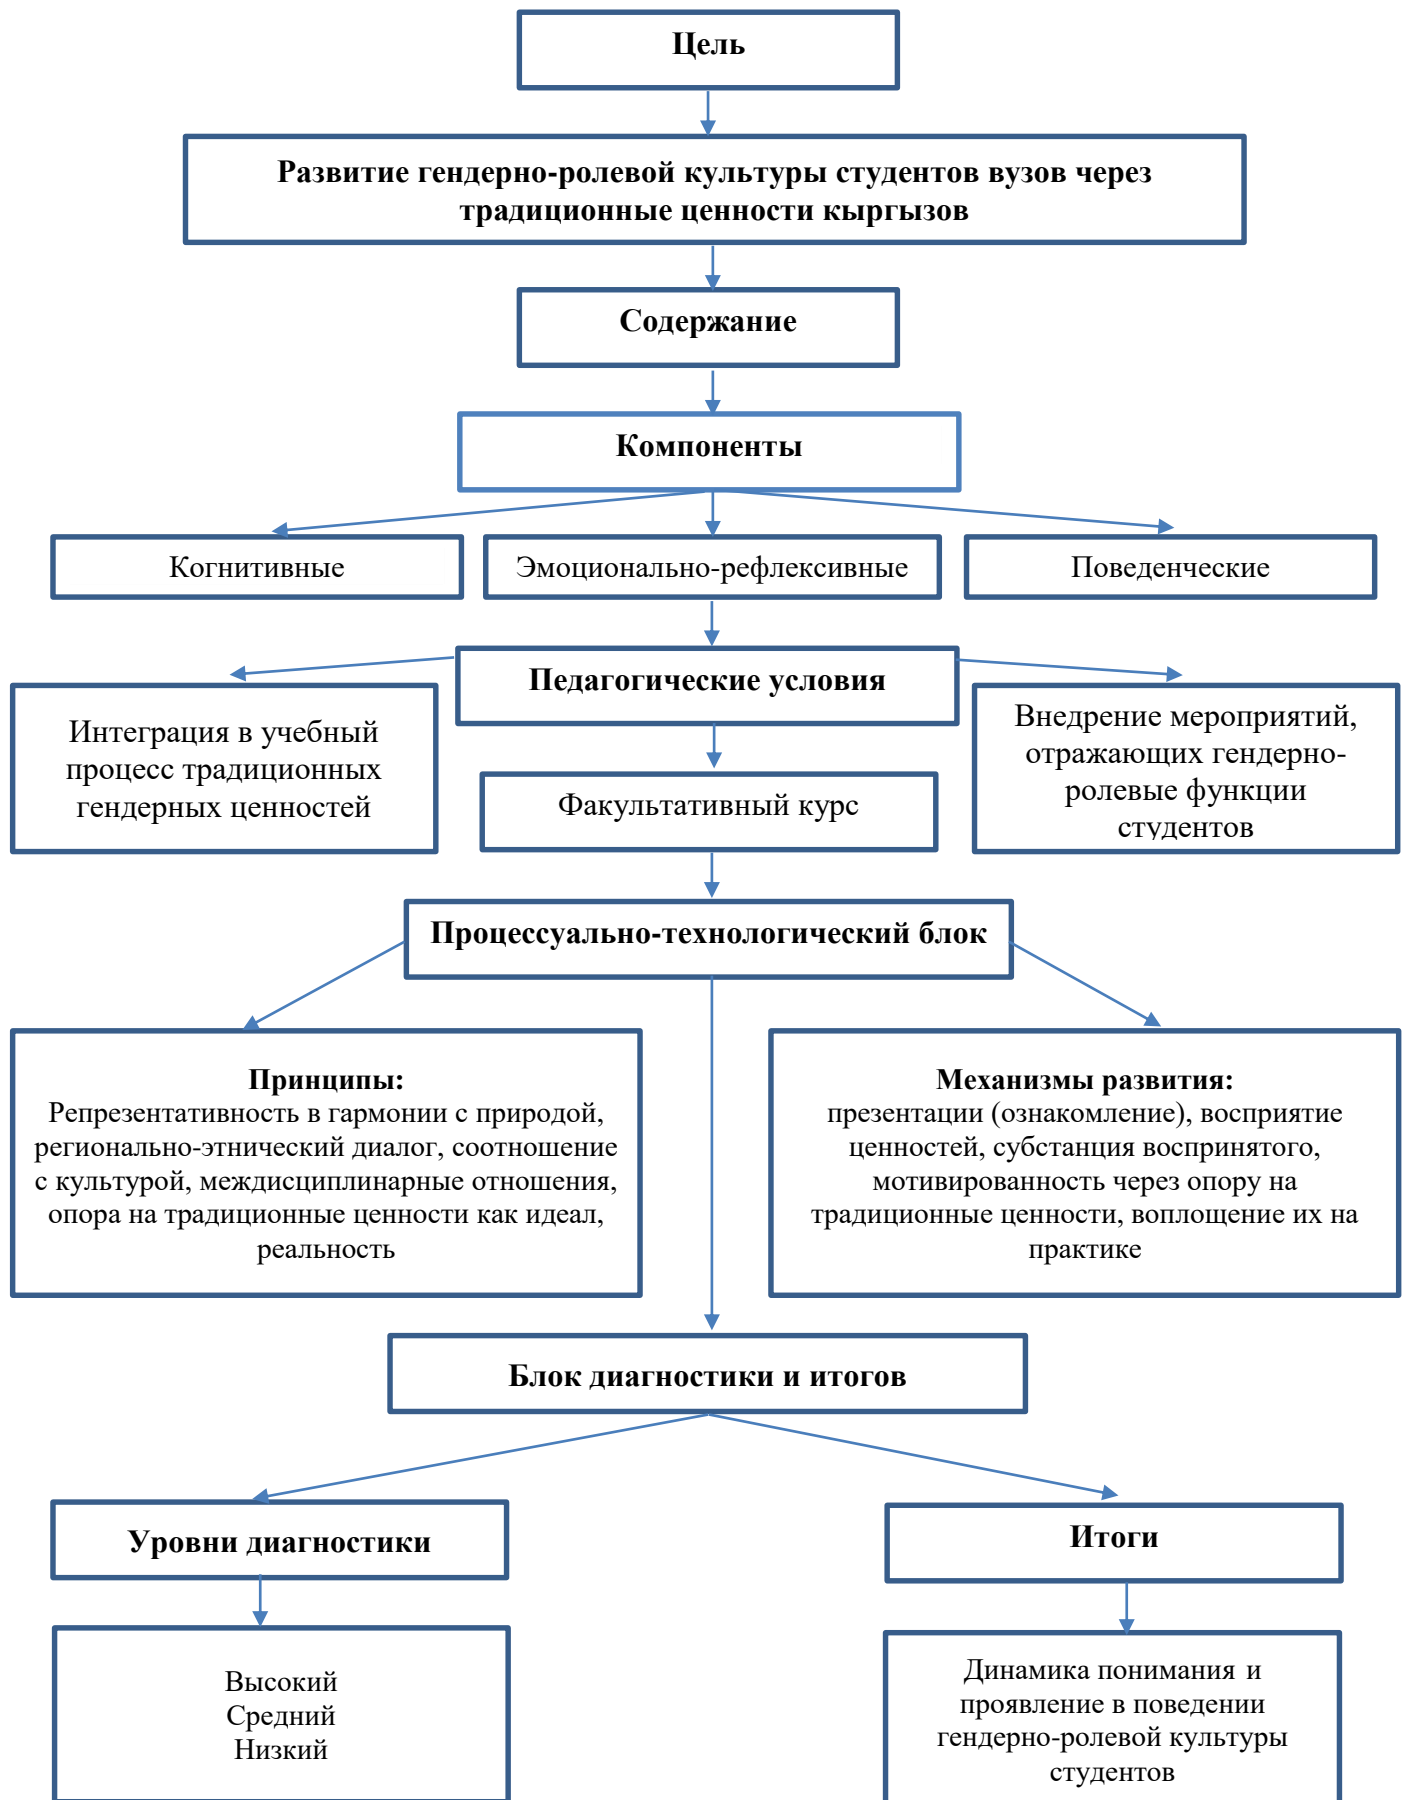 Цель
Развитие гендерно-ролевой культуры студентов вузов через
традиционные ценности кыргызов
Содержание
Компоненты
Когнитивные
Эмоционально-рефлексивные
Поведенческие
Педагогические условия
Интеграция в учебный
процесс традиционных
гендерных ценностей
Факультативный курс
Внедрение мероприятий,
отражающих гендерно-
ролевые функции
студентов
Процессуально-технологический блок
Принципы:
Репрезентативность в гармонии с природой,
регионально-этнический диалог, соотношение
с культурой, междисциплинарные отношения,
опора на традиционные ценности как идеал,
реальность
Механизмы развития:
презентации (ознакомление), восприятие
ценностей, субстанция воспринятого,
мотивированность через опору на
традиционные ценности, воплощение их на
практике
Блок диагностики и итогов
Уровни диагностики
Итоги
Высокий
Средний
Низкий
Динамика понимания и
проявление в поведении
гендерно-ролевой культуры
студентов